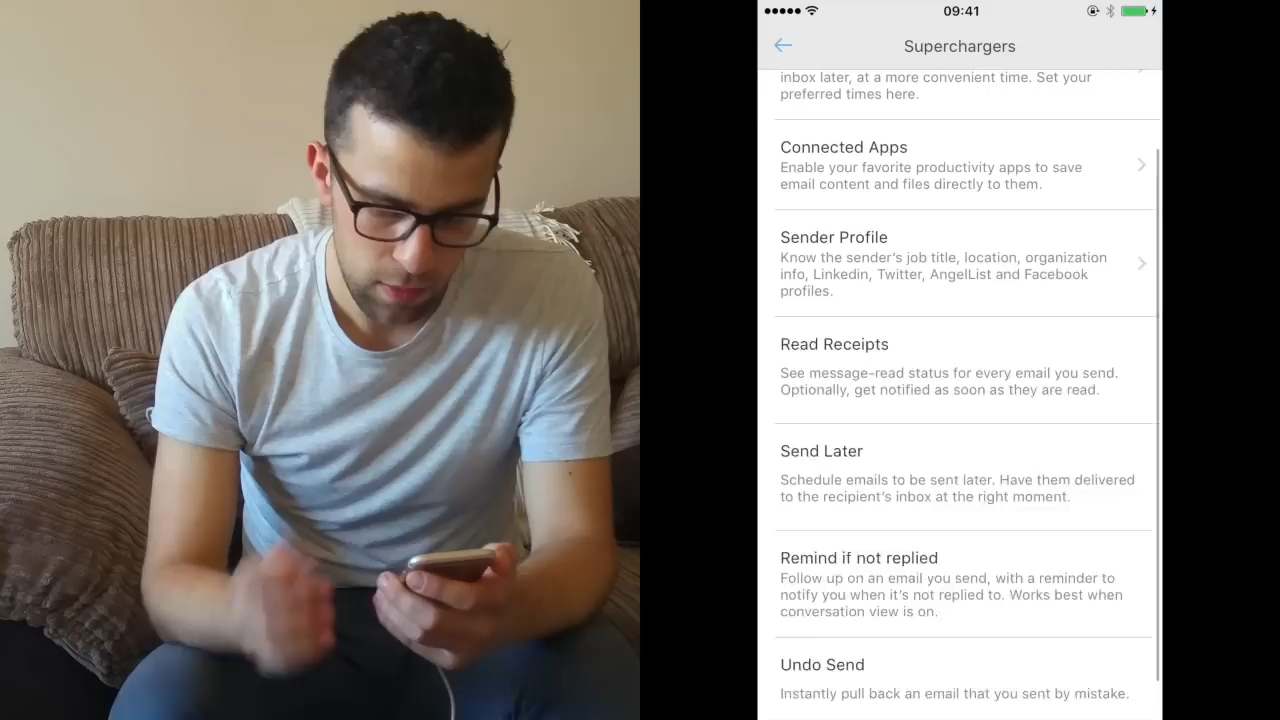 09:41
Superchargers
inbox later, at a more convenient time. Set your
preferred times here.
Connected Apps
Enable your favorite productivity apps to save
email content and files directly to them.
Sender Profile
Know the sender's job title, location, organization
info, Linkedin, Twitter, AngelList and Facebook
profiles.
Read Receipts
See message-read status for every email you send.
Optionally, get notified as soon as they are read.
Send Later
Schedule emails to be sent later. Have them delivered
to the recipient's inbox at the right moment.
Remind if not replied
Follow up on an email you send, with a reminder to
notify you when it's not replied to. Works best when
conversation view is on.
Undo Send
Instantly pull back an email that you sent by mistake.